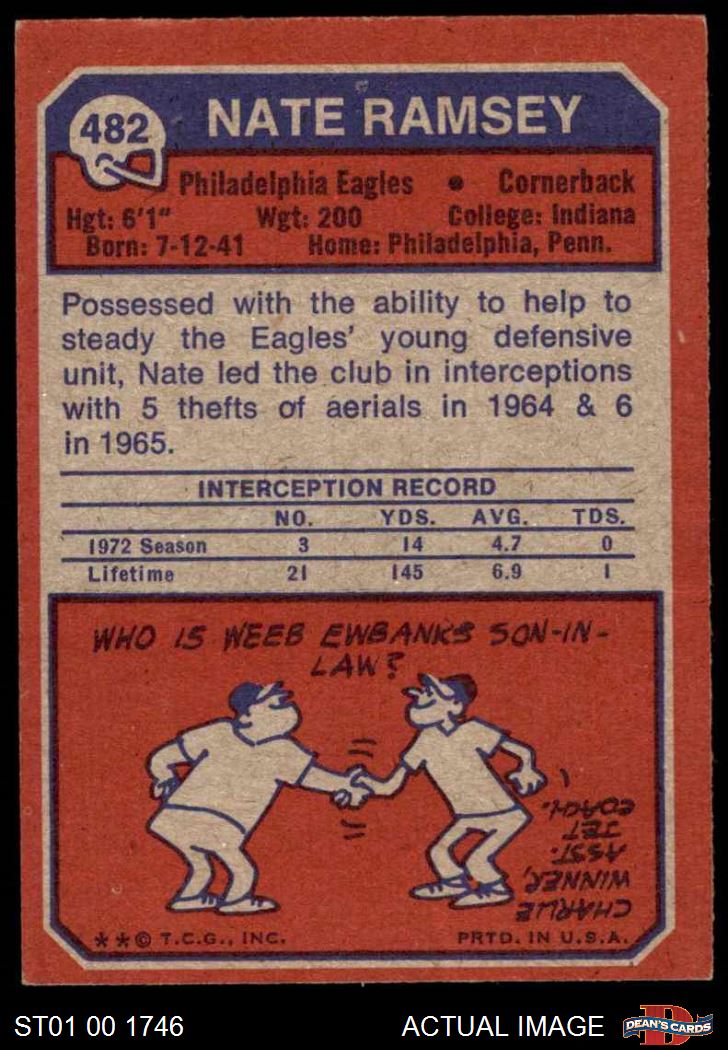 482
NATE RAMSEY
Philadelphia Eagles • Cornerback
Hgt: 6'1" Wgt: 200 College: Indiana
Born: 7-12-41 Home: Philadelphia, Penn.
Possessed with the ability to help to
steady the Eagles' young defensive
unit, Nate led the club in interceptions
with 5 thefts of aerials in 1964 & 6
in 1965.
INTERCEPTION RECORD
NO. YDS. AVG. TDS.
1972 Season 3 14 4.7 0
Lifetime 21 145 6.9 1
WHO IS WEEB EWBANKS SON-IN-
LAW?
CHARLIE
WINNER,
ASST.
JET
COACH.
**© T.C.G., INC. PRTD. IN U.S.A.
ST01 00 1746 ACTUAL IMAGE D DEAN'S CARDS